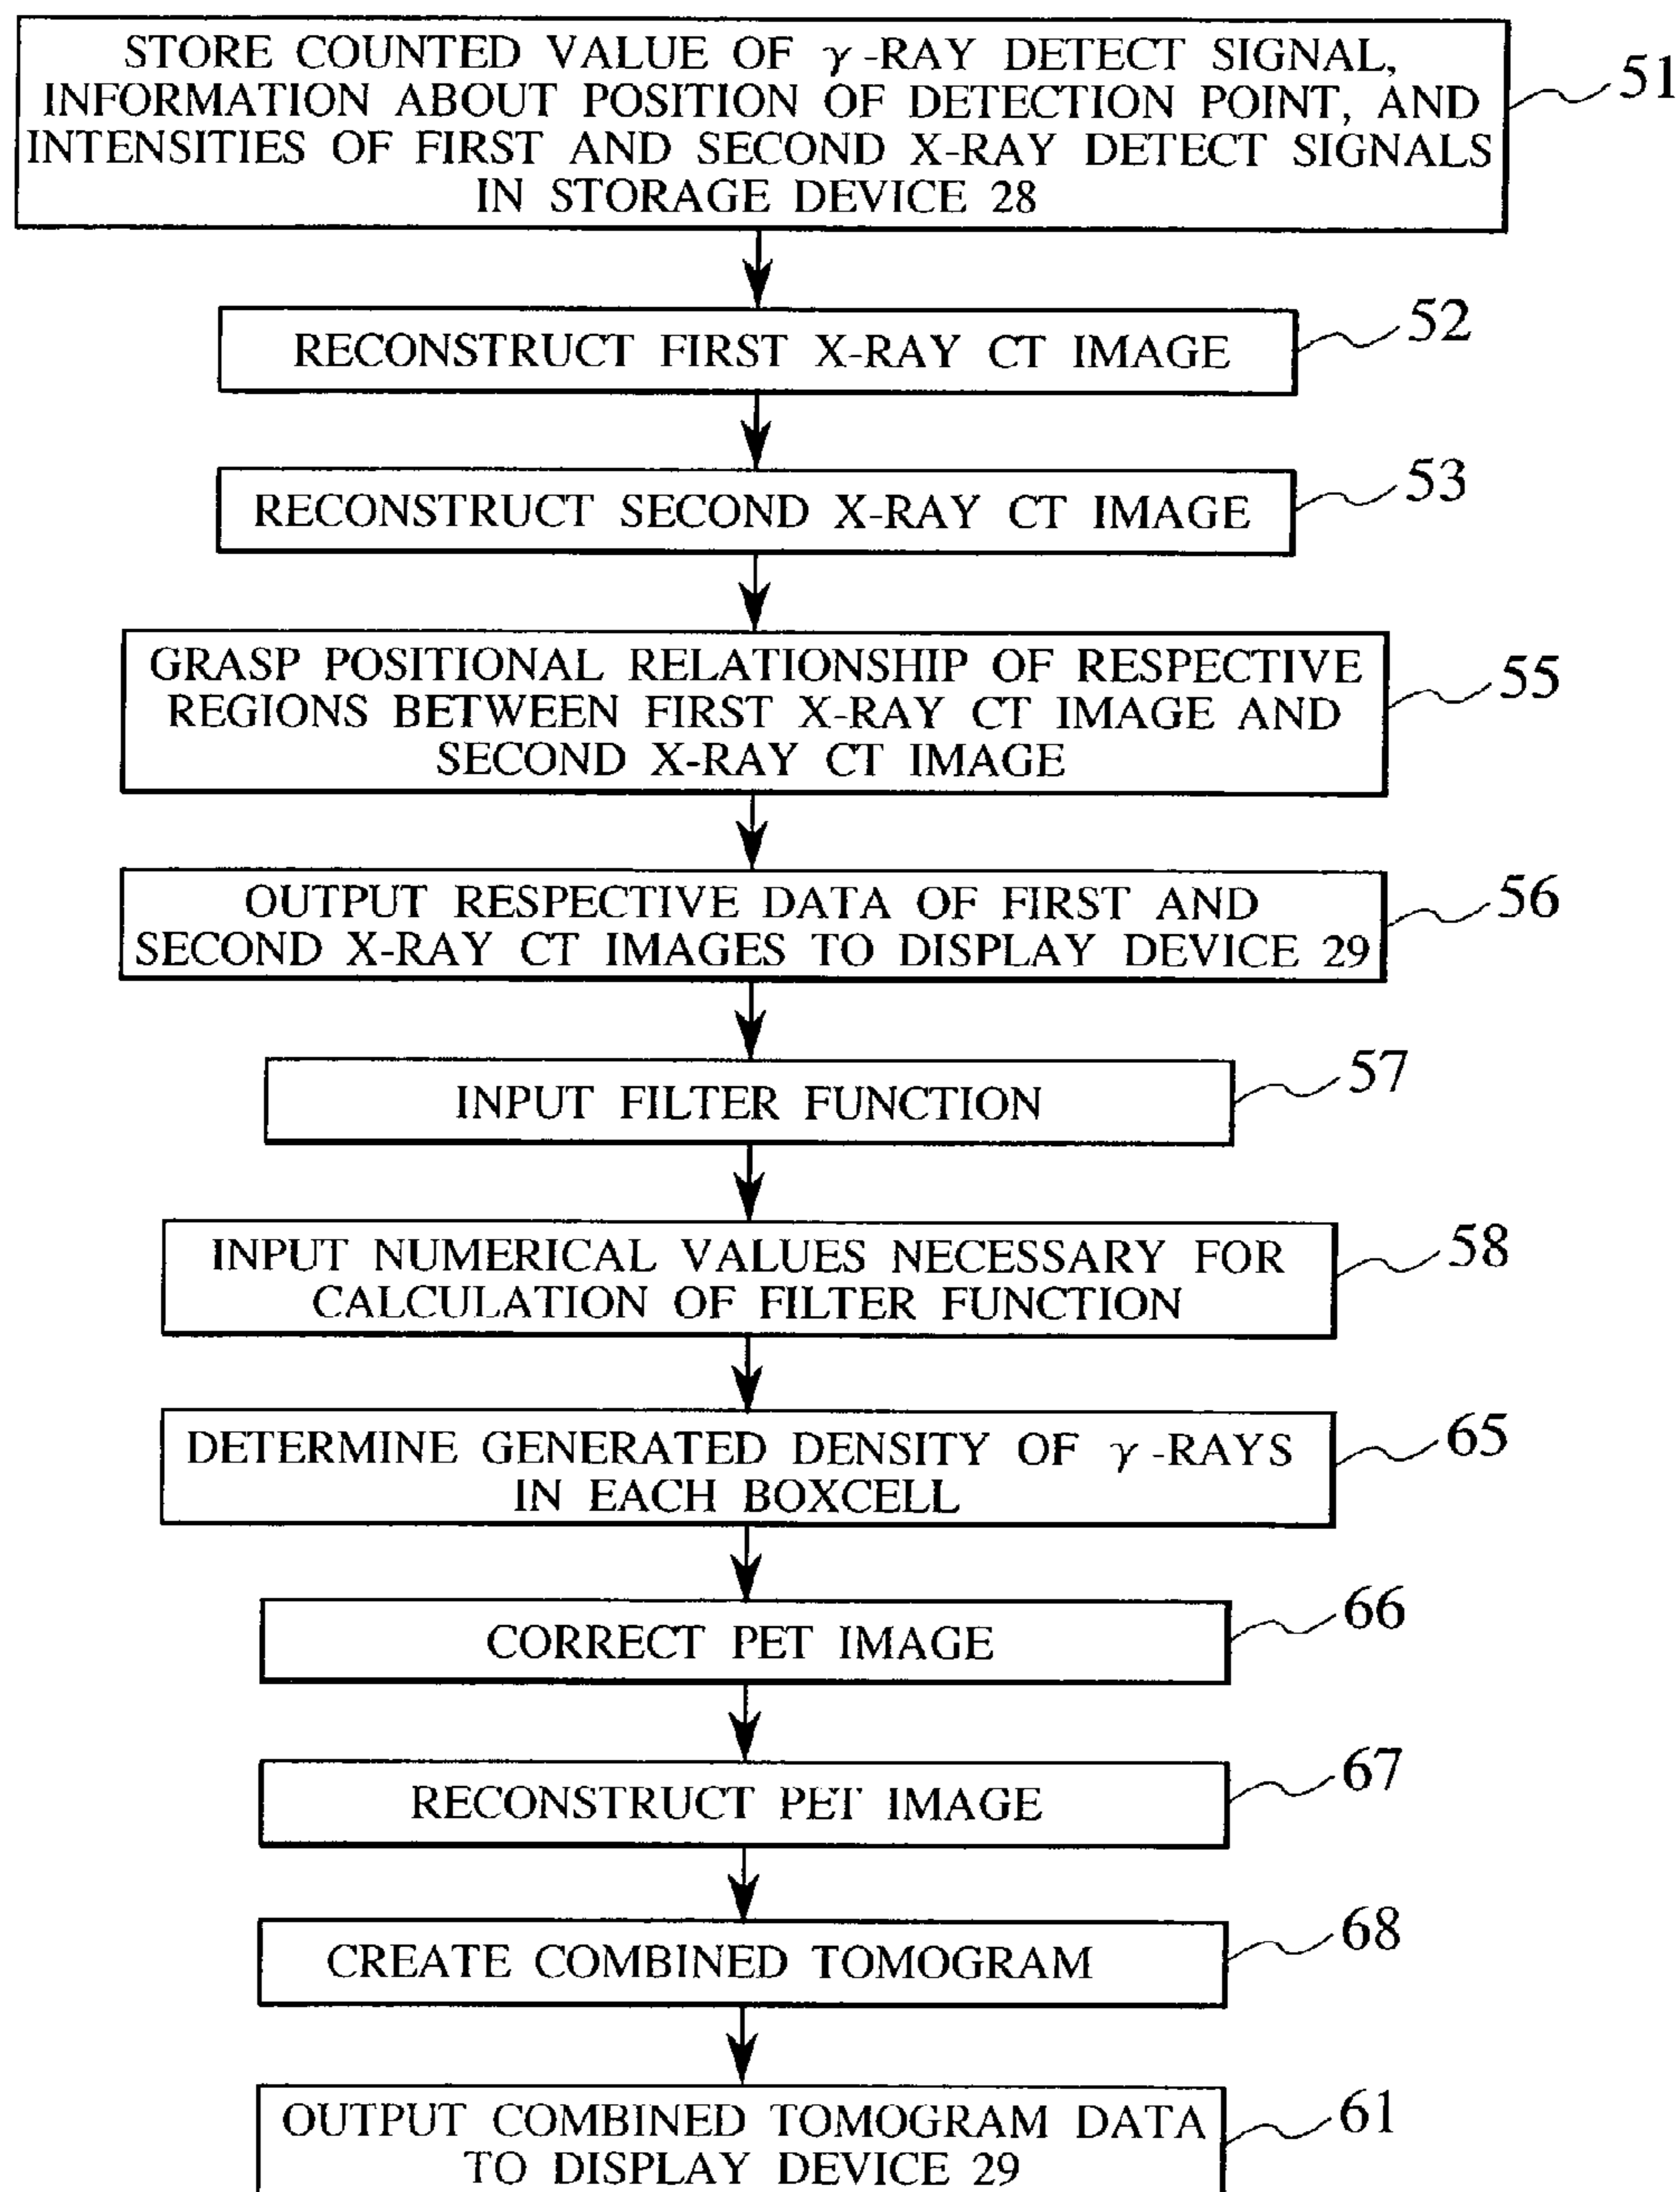 STORE COUNTED VALUE OF γ-RAY DETECT SIGNAL,
INFORMATION ABOUT POSITION OF DETECTION POINT, AND
INTENSITIES OF FIRST AND SECOND X-RAY DETECT SIGNALS
IN STORAGE DEVICE 28
51
RECONSTRUCT FIRST X-RAY CT IMAGE
52
RECONSTRUCT SECOND X-RAY CT IMAGE
53
GRASP POSITIONAL RELATIONSHIP OF RESPECTIVE
REGIONS BETWEEN FIRST X-RAY CT IMAGE AND
SECOND X-RAY CT IMAGE
55
OUTPUT RESPECTIVE DATA OF FIRST AND
SECOND X-RAY CT IMAGES TO DISPLAY DEVICE 29
56
INPUT FILTER FUNCTION
57
INPUT NUMERICAL VALUES NECESSARY FOR
CALCULATION OF FILTER FUNCTION
58
DETERMINE GENERATED DENSITY OF γ-RAYS
IN EACH BOXCELL
65
CORRECT PET IMAGE
66
RECONSTRUCT PET IMAGE
67
CREATE COMBINED TOMOGRAM
68
OUTPUT COMBINED TOMOGRAM DATA
TO DISPLAY DEVICE 29
61